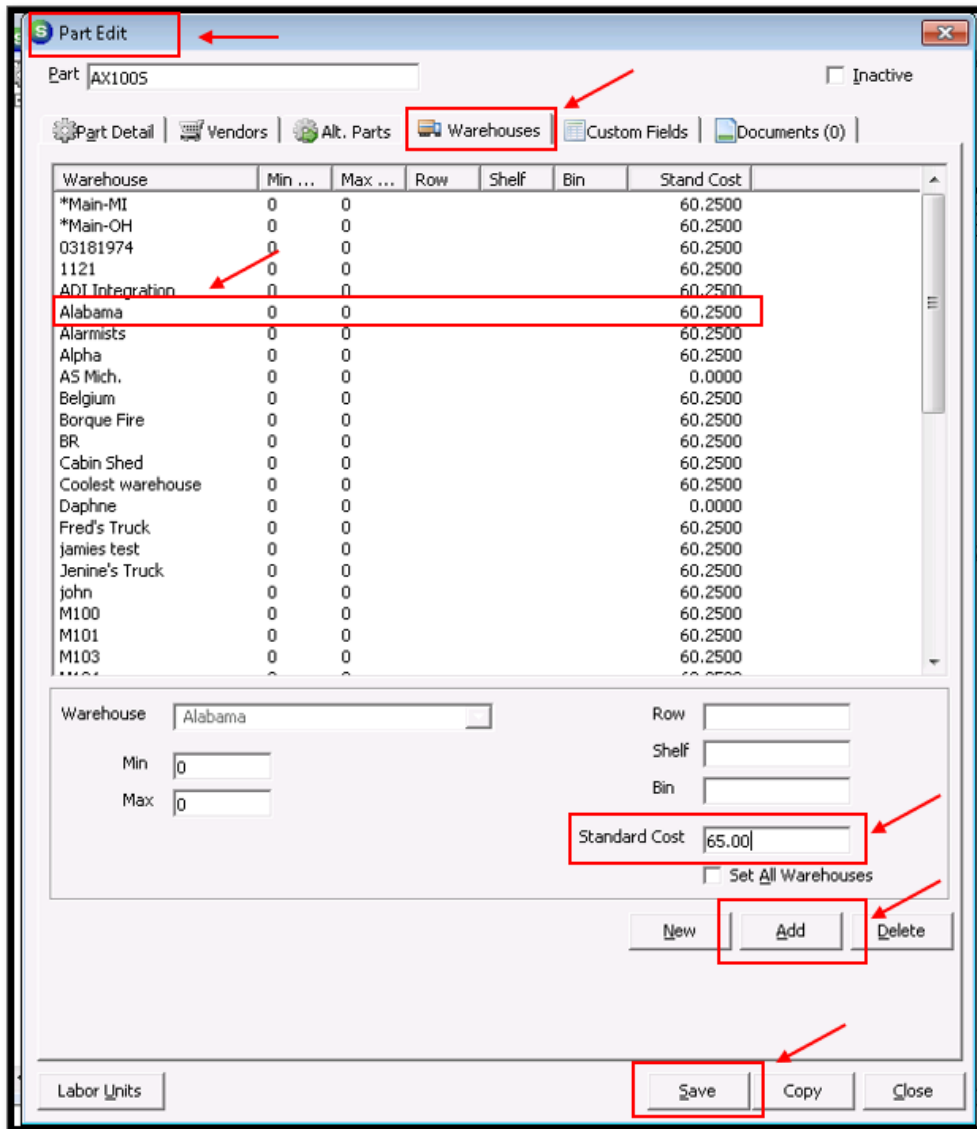 S Part Edit
Part AX100S Inactive
Part Detail Vendors Alt. Parts Warehouses Custom Fields Documents (0)
Warehouse Min ... Max ... Row Shelf Bin Stand Cost
*Main-MI 0 0 60.2500
*Main-OH 0 0 60.2500
03181974 0 0 60.2500
1121 0 0 60.2500
ADI Integration 0 0 60.2500
Alabama 0 0 60.2500
Alarmists 0 0 60.2500
Alpha 0 0 60.2500
AS Mich. 0 0 0.0000
Belgium 0 0 60.2500
Borque Fire 0 0 60.2500
BR 0 0 60.2500
Cabin Shed 0 0 60.2500
Coolest warehouse 0 0 60.2500
Daphne 0 0 0.0000
Fred's Truck 0 0 60.2500
jamies test 0 0 60.2500
Jenine's Truck 0 0 60.2500
john 0 0 60.2500
M100 0 0 60.2500
M101 0 0 60.2500
M103 0 0 60.2500
Warehouse Alabama Row
Shelf
Min 0
Bin
Max 0
Standard Cost 65.00
Set All Warehouses
New Add Delete
Labor Units Save Copy Close